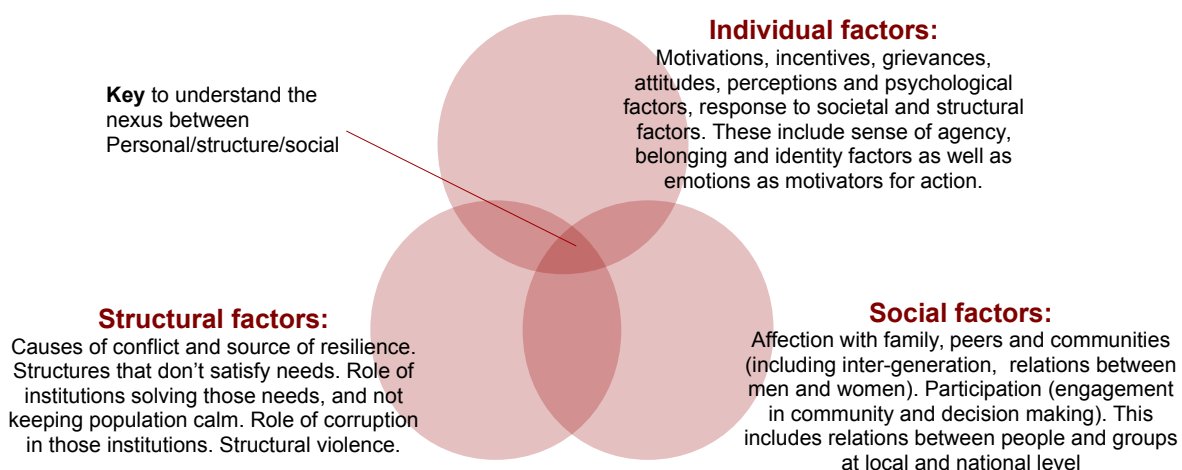 Individual factors:
Motivations, incentives, grievances,
attitudes, perceptions and psychological
factors, response to societal and structural
factors. These include sense of agency,
belonging and identity factors as well as
emotions as motivators for action.
Key to understand the
nexus between
Personal/structure/social
Structural factors:
Causes of conflict and source of resilience.
Structures that don’t satisfy needs. Role of
institutions solving those needs, and not
keeping population calm. Role of corruption
in those institutions. Structural violence.
Social factors:
Affection with family, peers and communities
(including inter-generation, relations between
men and women). Participation (engagement
in community and decision making). This
includes relations between people and groups
at local and national level